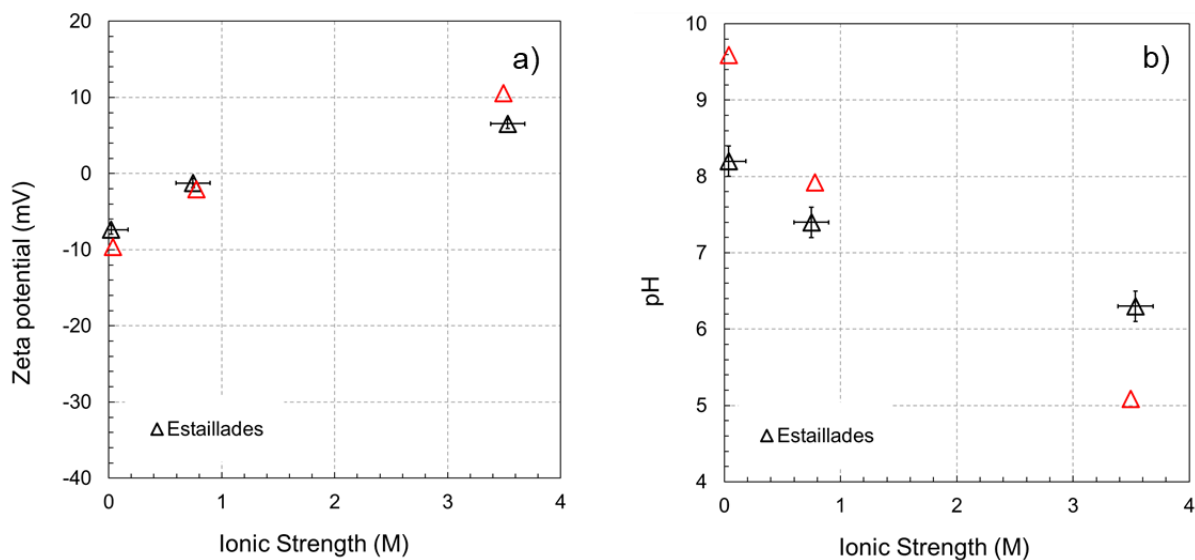 a)
20
10
0
-10
-20
-30
-40
Zeta potential (mV)
Estaillades
0 1 2 3 4
Ionic Strength (M)
b)
10
9
8
7
6
5
4
pH
Estaillades
0 1 2 3 4
Ionic Strength (M)